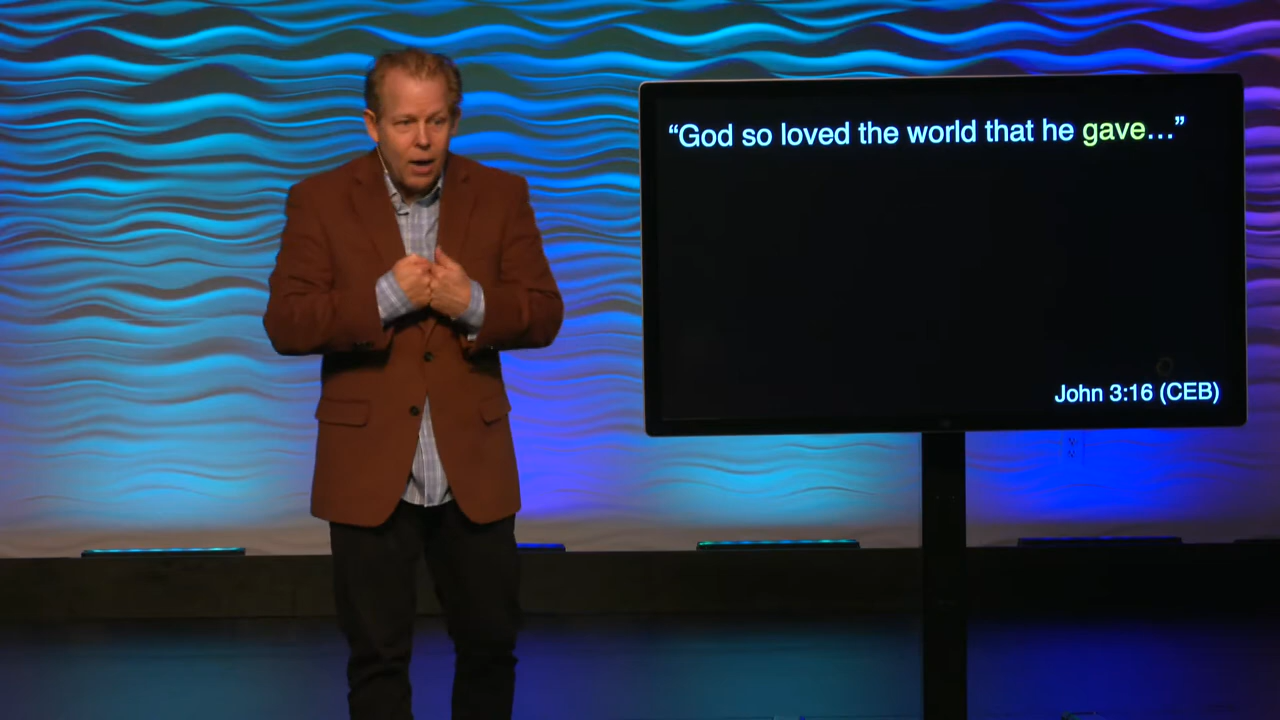 “God so loved the world that he gave…”
John 3:16 (CEB)